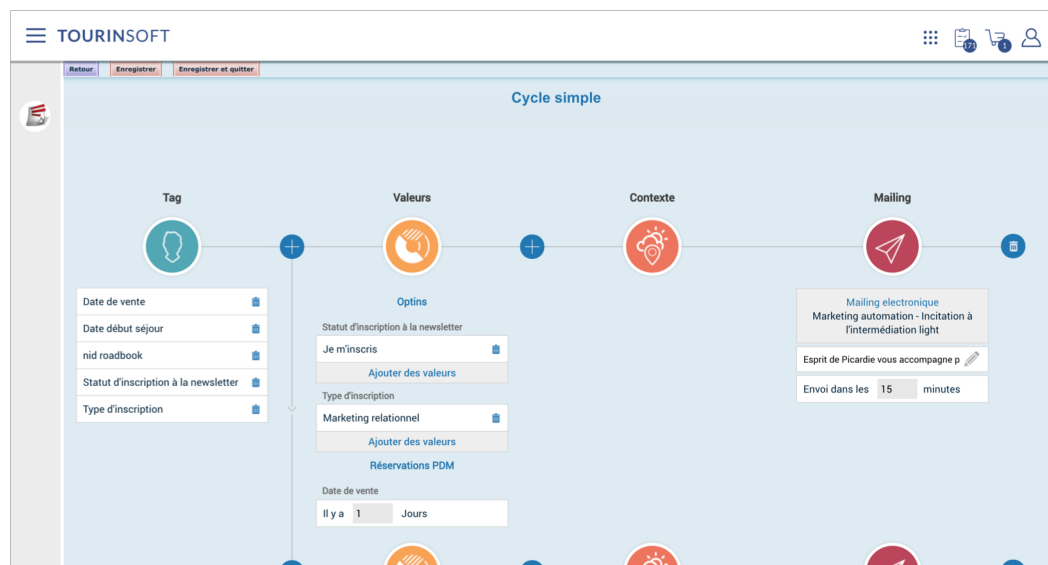 TOURINSOFT
171
1
Retour
Enregistrer
Enregistrer et quitter
Cycle simple
Tag
Valeurs
Contexte
Mailing
Date de vente
Date début séjour
nid roadbook
Statut d'inscription à la newsletter
Type d'inscription
Optins
Statut d'inscription à la newsletter
Je m'inscris
Ajouter des valeurs
Type d'inscription
Marketing relationnel
Ajouter des valeurs
Réservations PDM
Date de vente
Il y a 1 Jours
Mailing electronique
Marketing automation - Incitation à
l'intermédiation light
Esprit de Picardie vous accompagne p
Envoi dans les 15 minutes